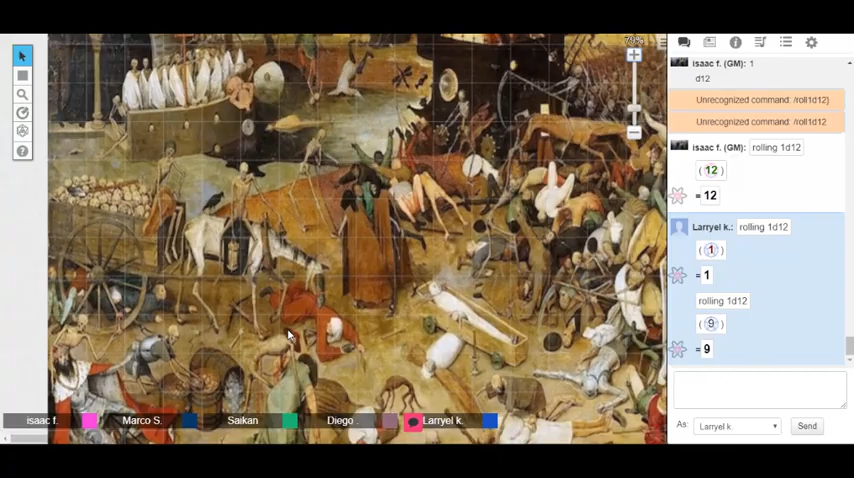 79%
isaac f. (GM): 1
d12
Unrecognized command: /roll1d12}
Unrecognized command: /roll1d12
isaac f. (GM): rolling 1d12
(12)
=12
Larryel k.: rolling 1d12
(1)
=1
rolling 1d12
(9)
=9
isaac f.
Marco S.
Saikan
Diego .
Larryel k.
As: Larryel k.
Send